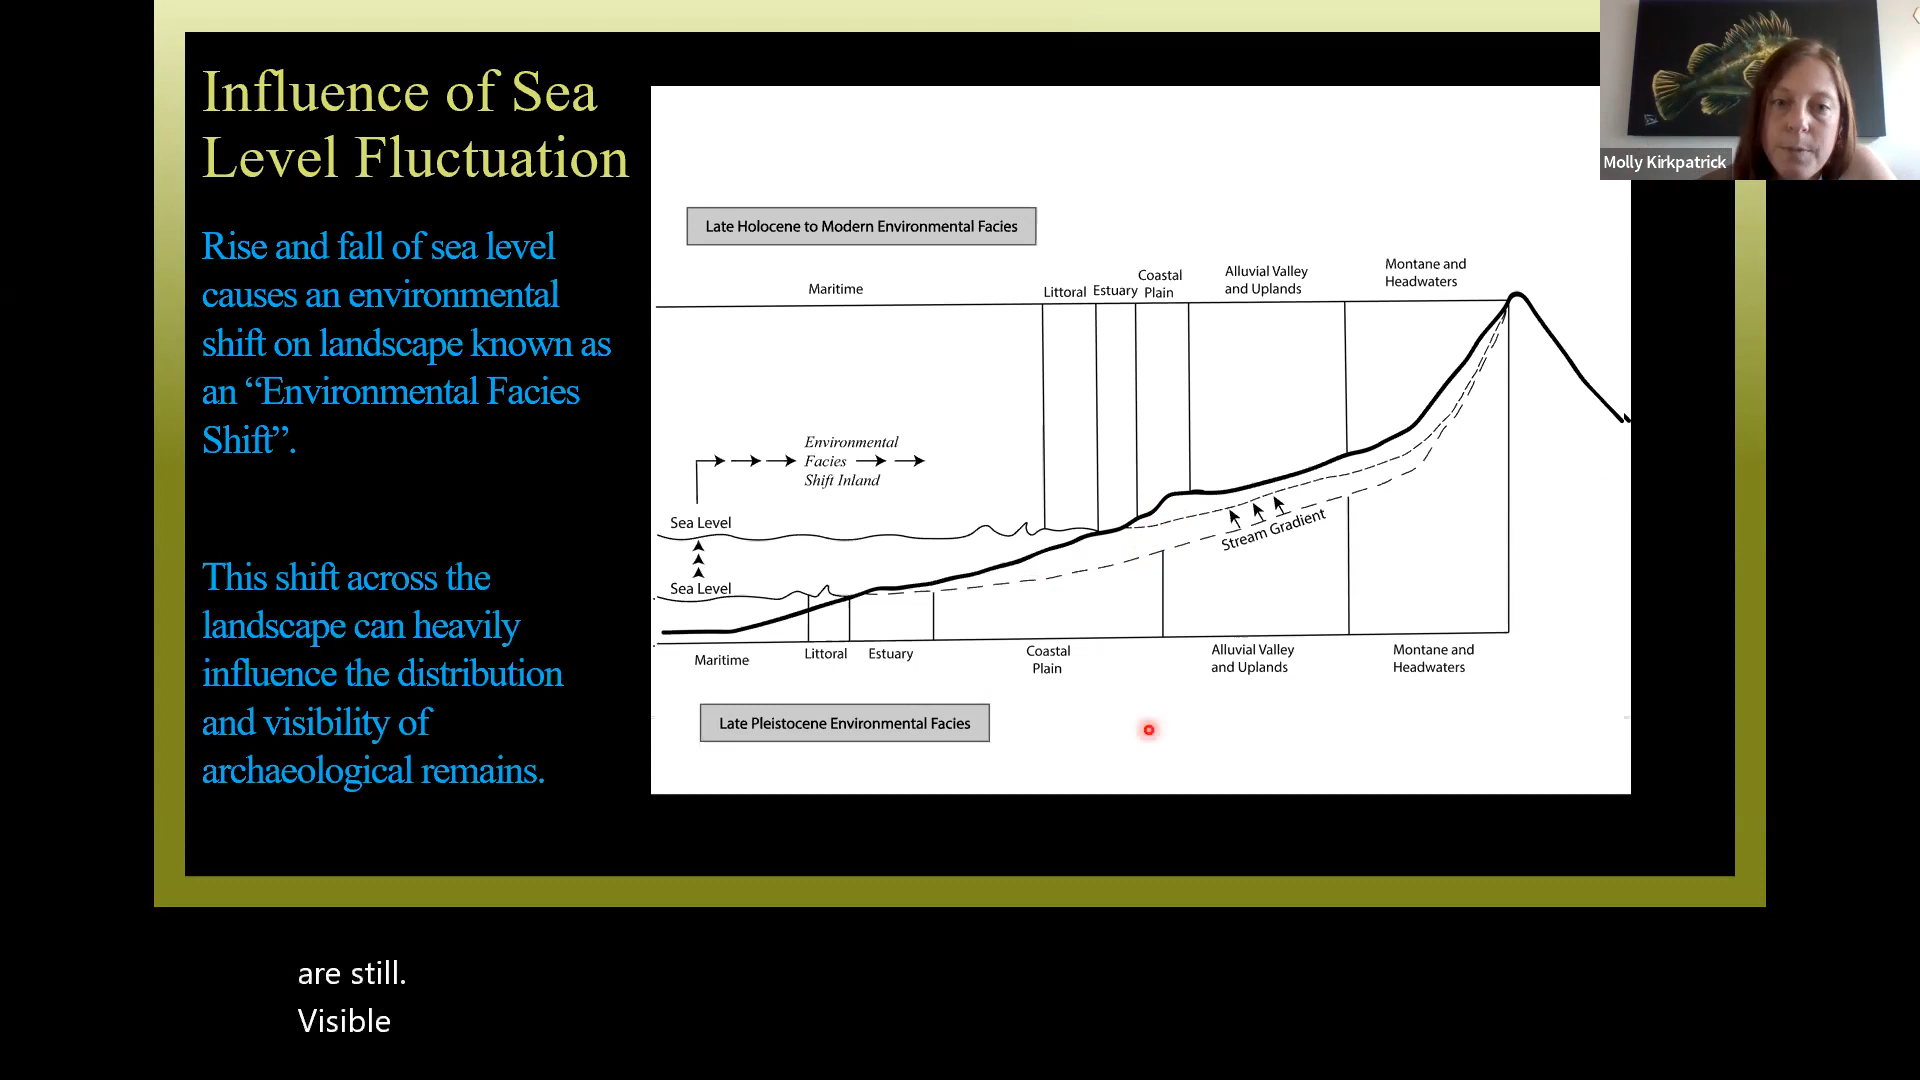 Influence of Sea
Level Fluctuation
Rise and fall of sea level
causes an environmental
shift on landscape known as
an “Environmental Facies
Shift”.
This shift across the
landscape can heavily
influence the distribution
and visibility of
archaeological remains.
Late Holocene to Modern Environmental Facies
Maritime
Littoral
Estuary
Coastal
Plain
Alluvial Valley
and Uplands
Montane and
Headwaters
Environmental
Facies
Shift Inland
Sea Level
Sea Level
Stream Gradient
Maritime
Littoral
Estuary
Coastal
Plain
Alluvial Valley
and Uplands
Montane and
Headwaters
Late Pleistocene Environmental Facies
Molly Kirkpatrick
are still.
Visible